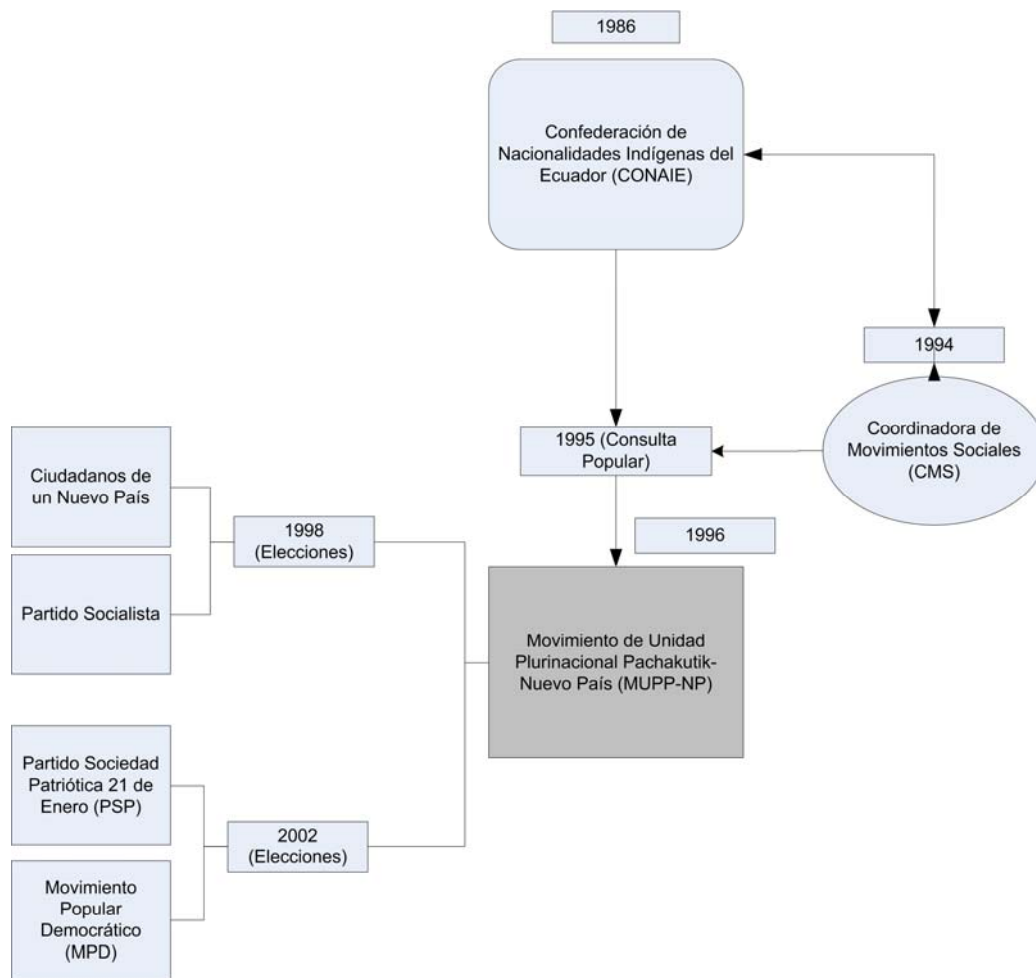 1986
Confederación de
Nacionalidades Indígenas del
Ecuador (CONAIE)
1994
Coordinadora de
Movimientos Sociales
(CMS)
1995 (Consulta
Popular)
1996
Movimiento de Unidad
Plurinacional Pachakutik-
Nuevo País (MUPP-NP)
Ciudadanos de
un Nuevo País
1998
(Elecciones)
Partido Socialista
Partido Sociedad
Patriótica 21 de
Enero (PSP)
2002
(Elecciones)
Movimiento
Popular
Democrático
(MPD)